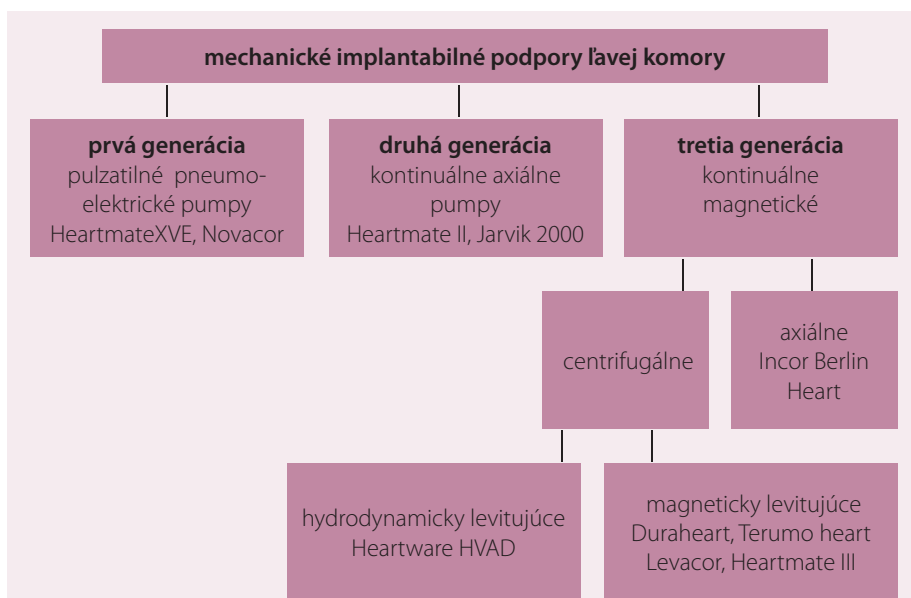 mechanické implantabilné podpory ľavej komory
prvá generácia
pulzatilné pneumo-
elektrické pumpy
HeartmateXVE, Novacor
druhá generácia
kontinuálne axiálne
pumpy
Heartmate II, Jarvik 2000
tretia generácia
kontinuálne
magnetické
centrifugálne
axiálne
Incor Berlin
Heart
hydrodynamicky levitujúce
Heartware HVAD
magneticky levitujúce
Duraheart, Terumo heart
Levacor, Heartmate III